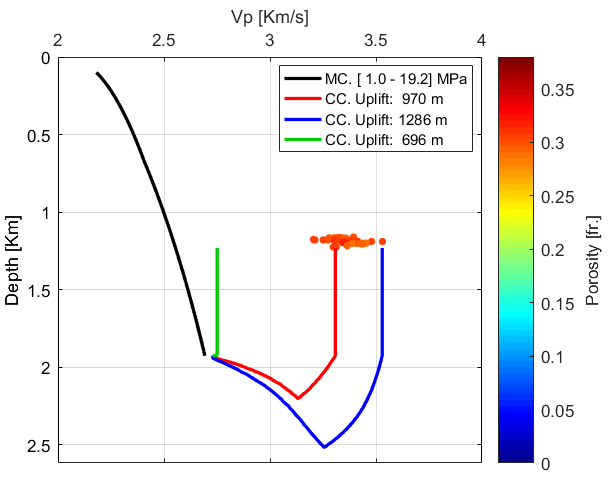 Vp [Km/s]
2 2.5 3 3.5 4
0
0.5
1
1.5
2
2.5
Depth [Km]
MC. [ 1.0 - 19.2] MPa
CC. Uplift: 970 m
CC. Uplift: 1286 m
CC. Uplift: 696 m
0.35
0.3
0.25
0.2
0.15
0.1
0.05
0
Porosity [fr.]